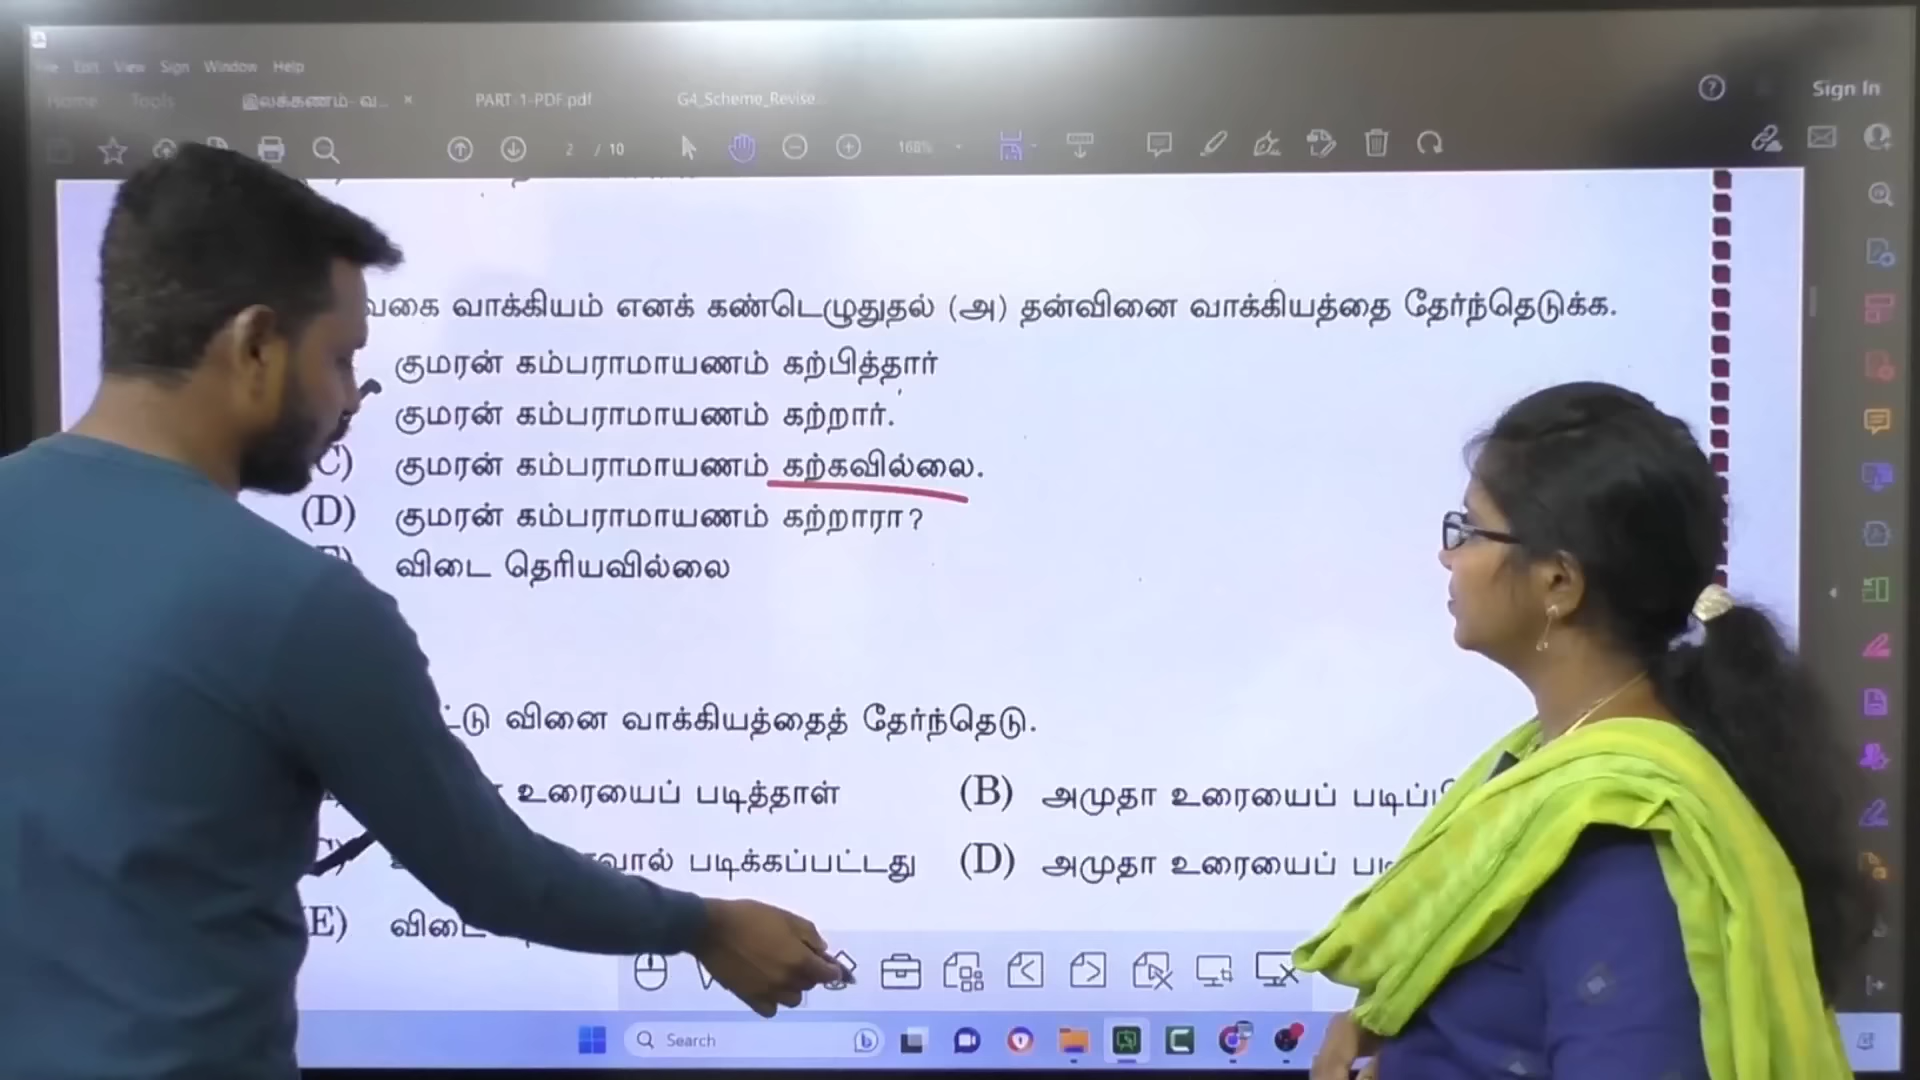 File Edit View Sign Window Help
Home Tools இலக்கணம்- வ... × PART 1-PDF.pdf G4_Scheme_Revise... Sign In
2 / 10 168%
வகை வாக்கியம் எனக் கண்டெழுதுதல் (அ) தன்வினை வாக்கியத்தை தேர்ந்தெடுக்க.
குமரன் கம்பராமாயணம் கற்பித்தார்
குமரன் கம்பராமாயணம் கற்றார்.
C) குமரன் கம்பராமாயணம் கற்கவில்லை.
(D) குமரன் கம்பராமாயணம் கற்றாரா?
விடை தெரியவில்லை
வினை வாக்கியத்தைத் தேர்ந்தெடு.
உரையைப் படித்தாள் (B) அமுதா உரையைப்
படிக்கப்பட்டது (D) அமுதா உரையைப்
E)
Search